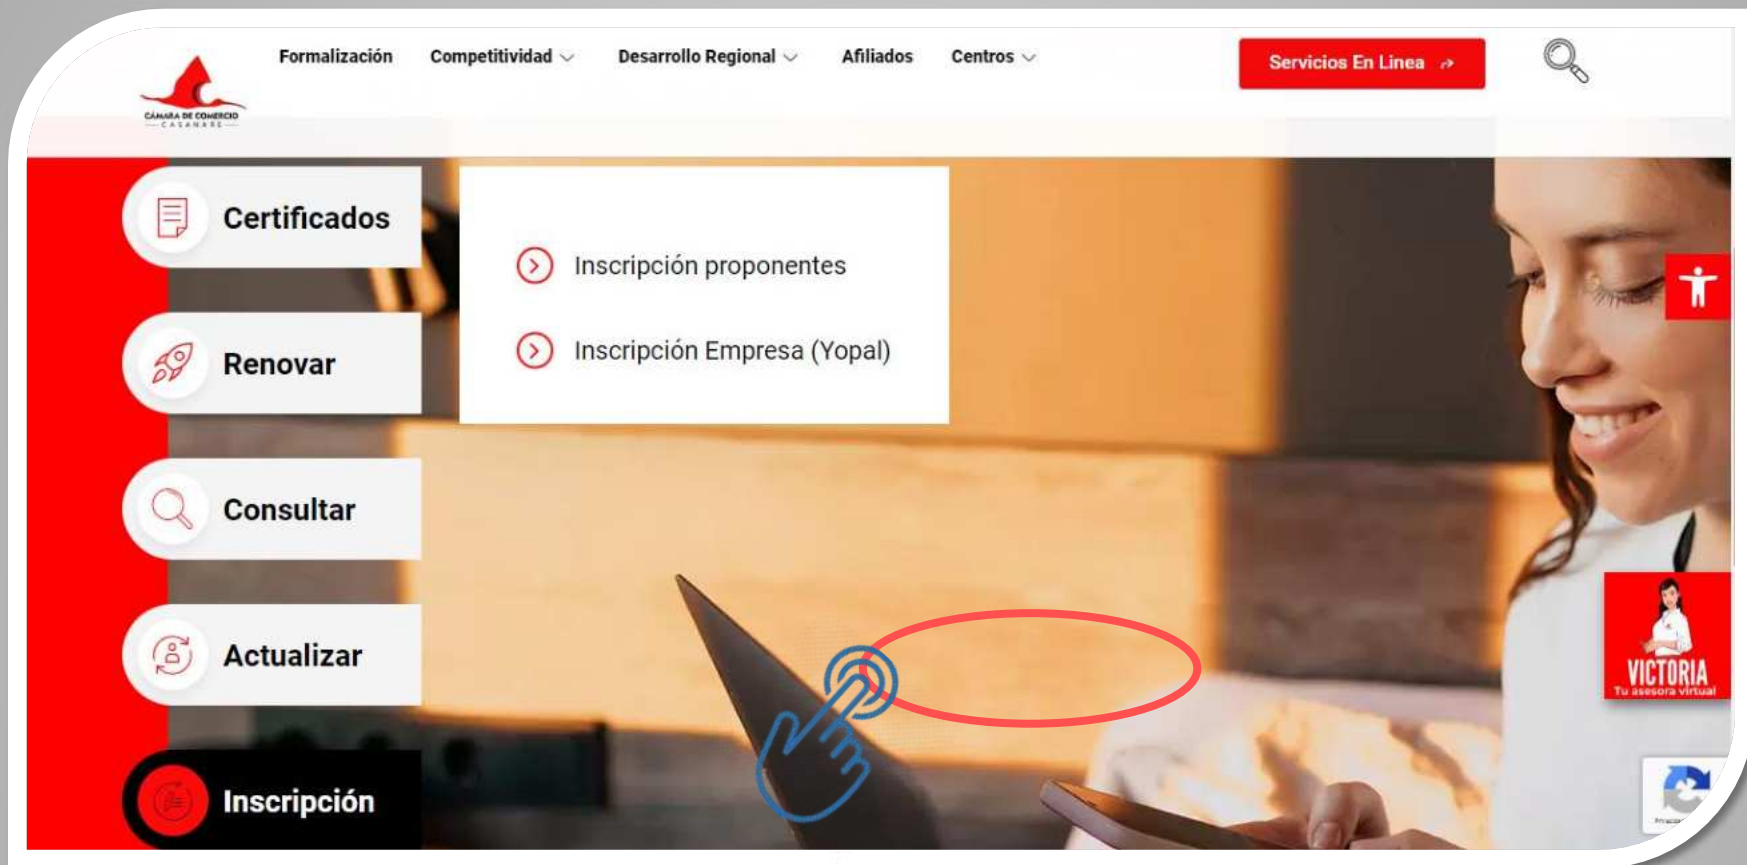 Formalización
Competitividad
Desarrollo Regional
Afiliados
Centros
Servicios En Linea
CÁMARA DE COMERCIO
CASANARE
Certificados
Inscripción proponentes
Renovar
Inscripción Empresa (Yopal)
Consultar
Actualizar
VICTORIA
Tu asesora virtual
Inscripción